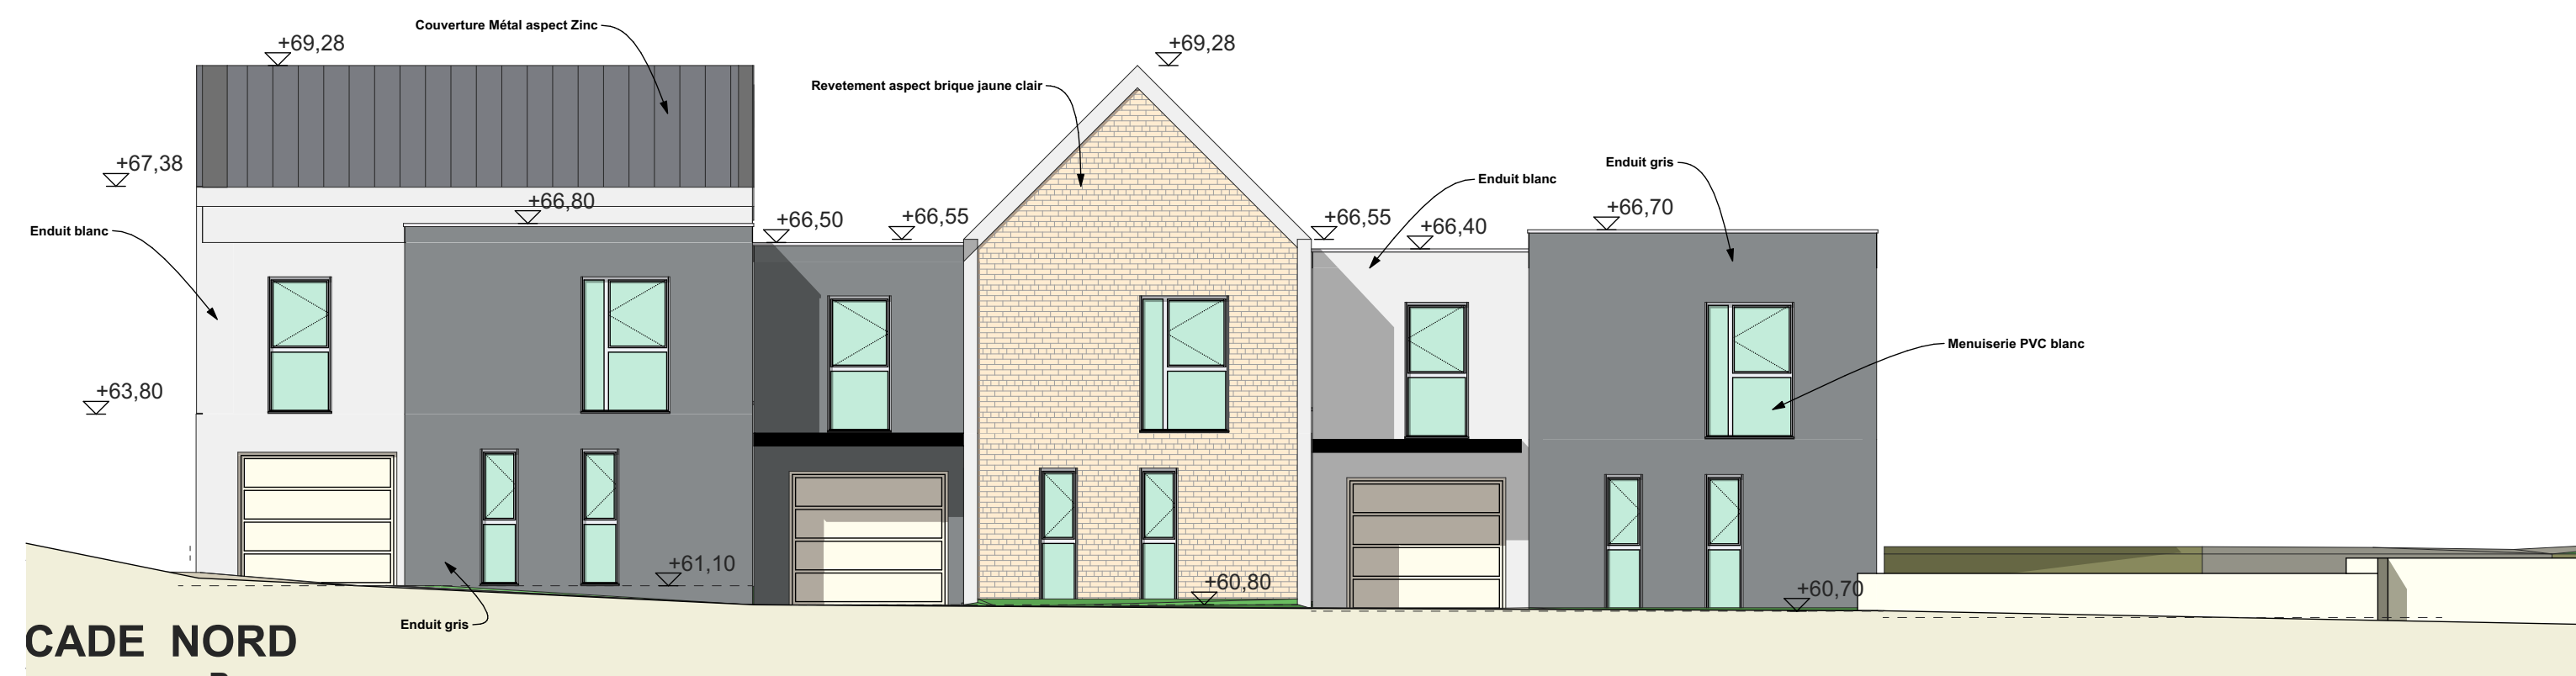 Couverture Métal aspect Zinc
+69,28
+69,28
Revetement aspect brique jaune clair
+67,38
Enduit gris
Enduit blanc
+66,80
+66,50
+66,55
+66,55
+66,40
+66,70
Enduit blanc
Menuiserie PVC blanc
+63,80
+61,10
+60,80
+60,70
Enduit gris
CADE NORD